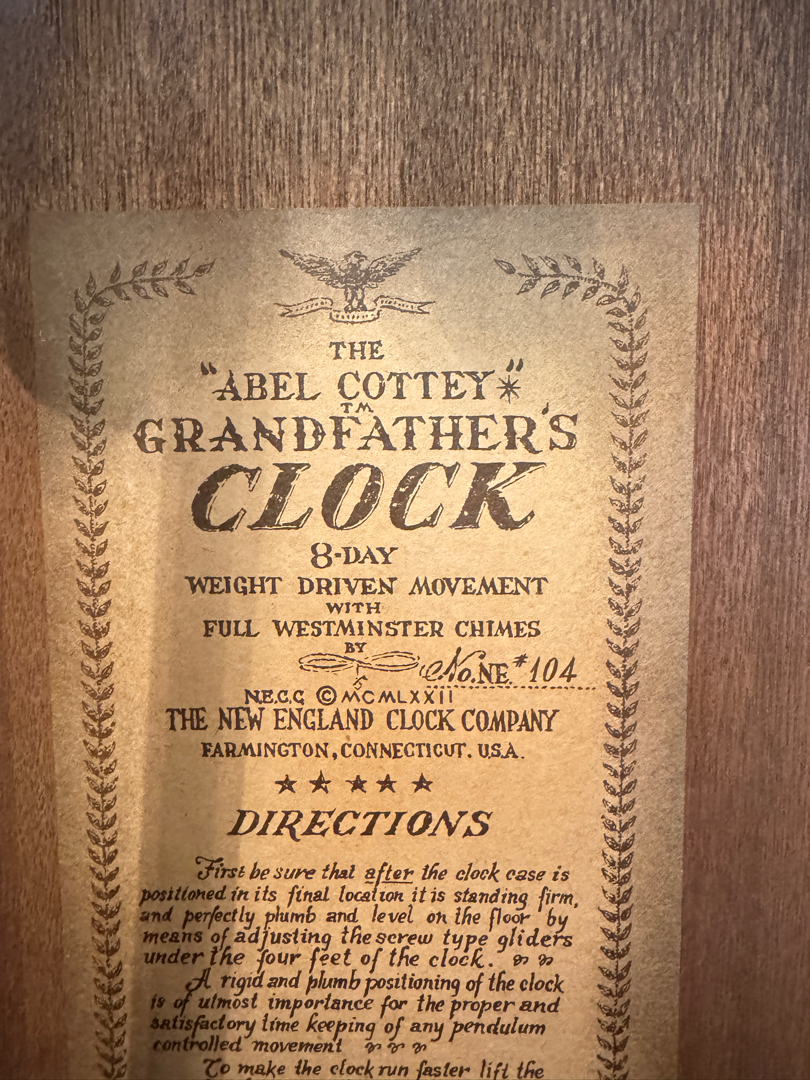 THE
"ABEL COTTEY"*
TM
GRANDFATHER'S
CLOCK
8-DAY
WEIGHT DRIVEN MOVEMENT
WITH
FULL WESTMINSTER CHIMES
BY
No. NE.#104
N.E.C.C © MCMLXXII
THE NEW ENGLAND CLOCK COMPANY
FARMINGTON, CONNECTICUT. U.S.A.
DIRECTIONS
First be sure that after the clock case is
positioned in its final location it is standing firm,
and perfectly plumb and level on the floor by
means of adjusting the screw type gliders
under the four feet of the clock.
A rigid and plumb positioning of the clock
is of utmost importance for the proper and
satisfactory time keeping of any pendulum
controlled movement
To make the clock run faster lift the